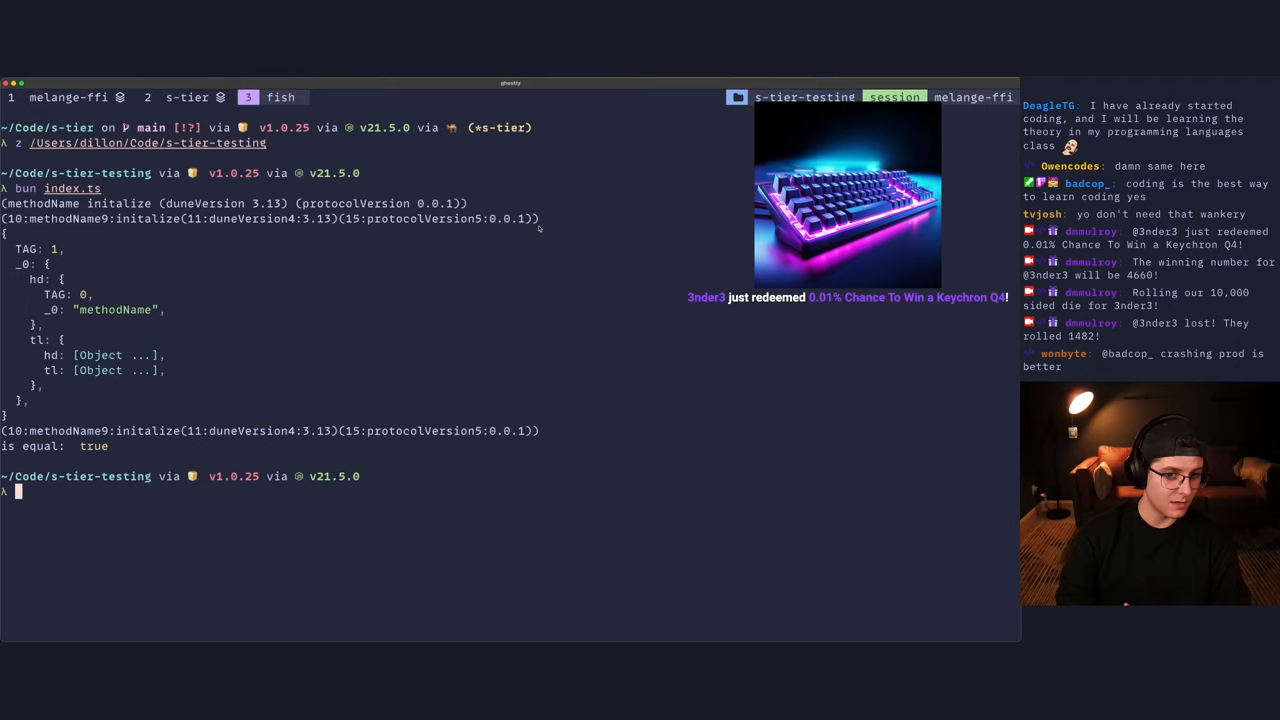 ghostty
1 melange-ffi 2 s-tier 3 fish
s-tier-testing session melange-ffi
~/Code/s-tier on main [!?] via v1.0.25 via v21.5.0 via (*s-tier)
λ z /Users/dillon/Code/s-tier-testing
~/Code/s-tier-testing via v1.0.25 via v21.5.0
λ bun index.ts
(methodName initalize (duneVersion 3.13) (protocolVersion 0.0.1))
(10:methodName9:initalize(11:duneVersion4:3.13)(15:protocolVersion5:0.0.1))
{
TAG: 1,
_0: {
hd: {
TAG: 0,
_0: "methodName",
},
tl: {
hd: [Object ...],
tl: [Object ...],
},
},
}
(10:methodName9:initalize(11:duneVersion4:3.13)(15:protocolVersion5:0.0.1))
is equal: true
~/Code/s-tier-testing via v1.0.25 via v21.5.0
λ
3nder3 just redeemed 0.01% Chance To Win a Keychron Q4!
DeagleTG: I have already started
coding, and I will be learning the
theory in my programming languages
class
Owencodes: damn same here
badcop_: coding is the best way
to learn coding yes
tvjosh: yo don't need that wankery
dmmulroy: @3nder3 just redeemed
0.01% Chance To Win a Keychron Q4!
dmmulroy: The winning number for
@3nder3 will be 4660!
dmmulroy: Rolling our 10,000
sided die for 3nder3!
dmmulroy: @3nder3 lost! They
rolled 1482!
wonbyte: @badcop_ crashing prod is
better